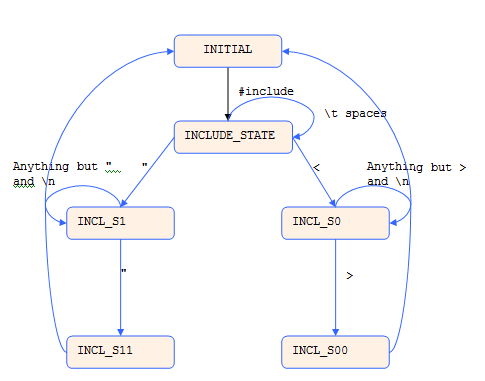 INITIAL
#include
\t spaces
INCLUDE_STATE
Anything but "
and \n
"
<
Anything but >
and \n
INCL_S1
INCL_S0
"
>
INCL_S11
INCL_S00